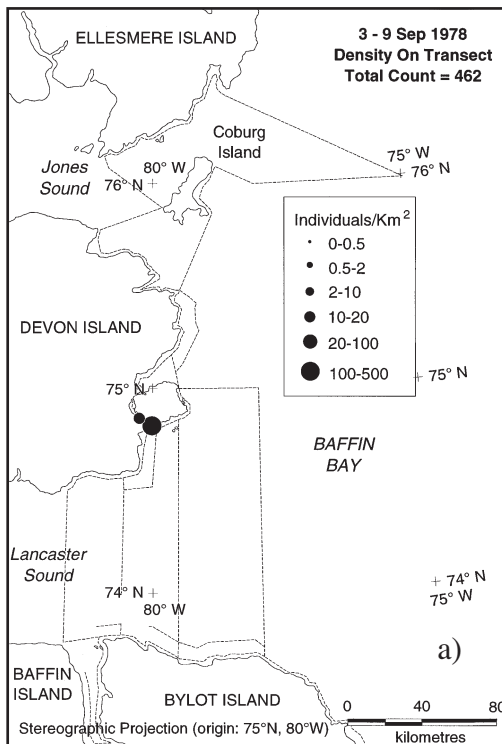 3 - 9 Sep 1978
Density On Transect
Total Count = 462
ELLESMERE ISLAND
Coburg
Island
Jones
Sound
80° W
76° N
75° W
76° N
Individuals/Km²
0-0.5
0.5-2
2-10
10-20
20-100
100-500
DEVON ISLAND
75° N
75° N
BAFFIN
BAY
Lancaster
Sound
74° N
80° W
74° N
75° W
a)
BAFFIN
ISLAND
BYLOT ISLAND
0 40 80
kilometres
Stereographic Projection (origin: 75°N, 80°W)